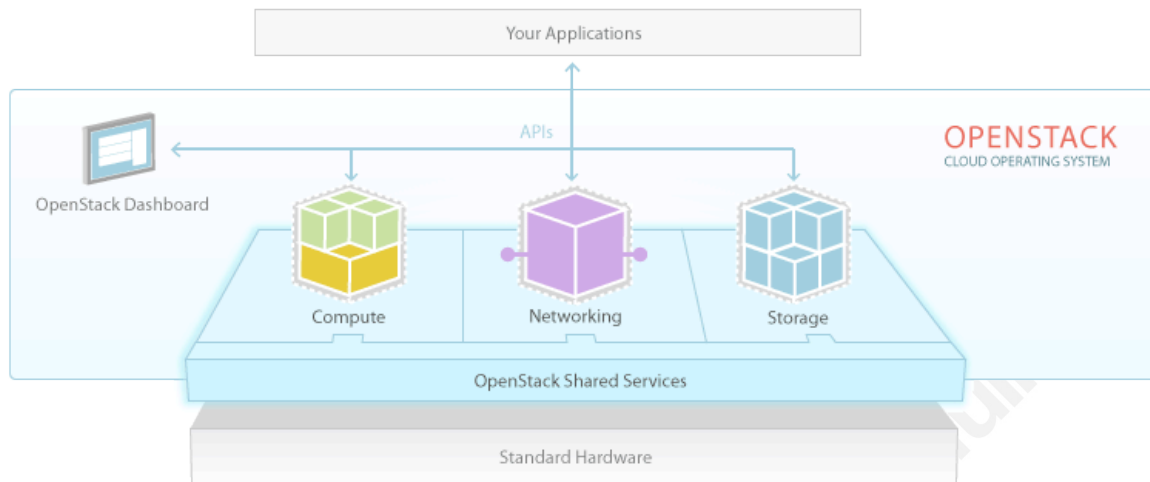 Your Applications
APIs
OPENSTACK
CLOUD OPERATING SYSTEM
OpenStack Dashboard
Compute
Networking
Storage
OpenStack Shared Services
Standard Hardware